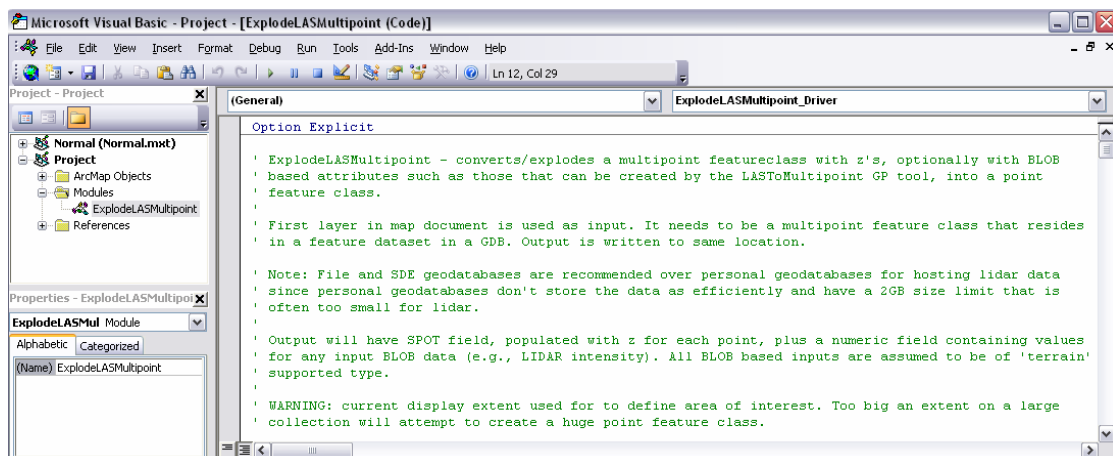 Microsoft Visual Basic - Project - [ExplodeLASMultipoint (Code)]
File Edit View Insert Format Debug Run Tools Add-Ins Window Help
Ln 12, Col 29
Project - Project
Normal (Normal.mxt)
Project
ArcMap Objects
Modules
ExplodeLASMultipoint
References
Properties - ExplodeLASMultipoi
ExplodeLASMul Module
Alphabetic Categorized
(Name) ExplodeLASMultipoint
(General) ExplodeLASMultipoint_Driver
Option Explicit
' ExplodeLASMultipoint - converts/explodes a multipoint featureclass with z's, optionally with BLOB
' based attributes such as those that can be created by the LASToMultipoint GP tool, into a point
' feature class.
'
' First layer in map document is used as input. It needs to be a multipoint feature class that resides
' in a feature dataset in a GDB. Output is written to same location.
'
' Note: File and SDE geodatabases are recommended over personal geodatabases for hosting lidar data
' since personal geodatabases don't store the data as efficiently and have a 2GB size limit that is
' often too small for lidar.
'
' Output will have SPOT field, populated with z for each point, plus a numeric field containing values
' for any input BLOB data (e.g., LIDAR intensity). All BLOB based inputs are assumed to be of 'terrain'
' supported type.
'
' WARNING: current display extent used for to define area of interest. Too big an extent on a large
' collection will attempt to create a huge point feature class.